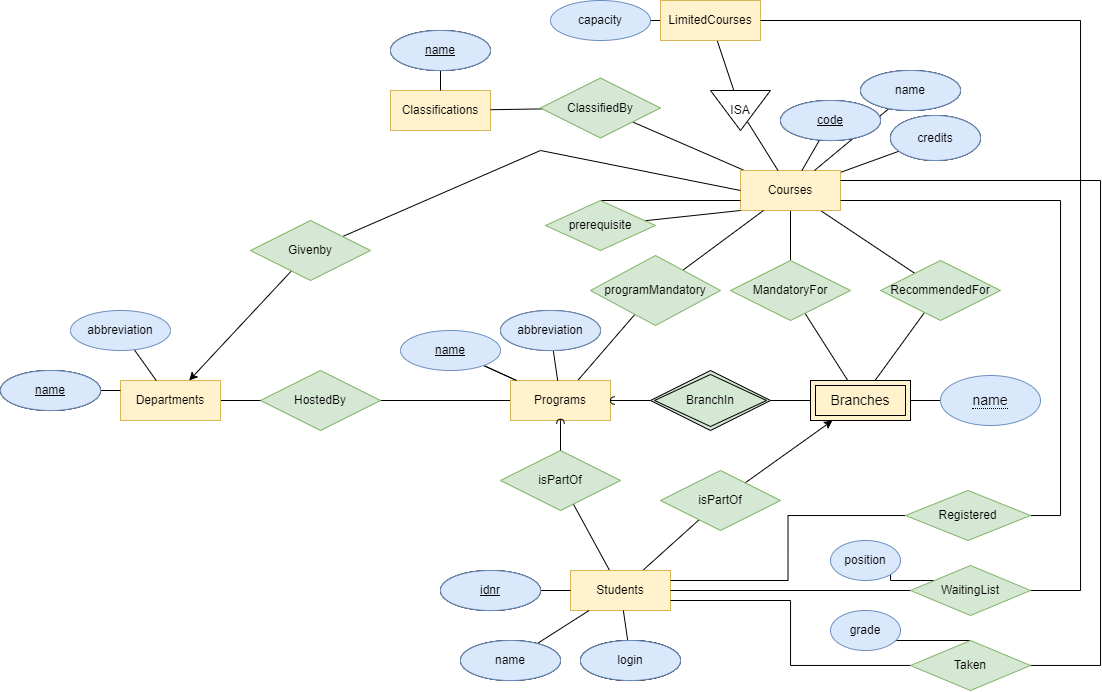 capacity
LimitedCourses
name
Classifications
ClassifiedBy
ISA
name
code
credits
Courses
prerequisite
Givenby
programMandatory
MandatoryFor
RecommendedFor
abbreviation
abbreviation
name
name
Departments
HostedBy
Programs
BranchIn
Branches
name
isPartOf
isPartOf
Registered
position
idnr
Students
WaitingList
grade
name
login
Taken